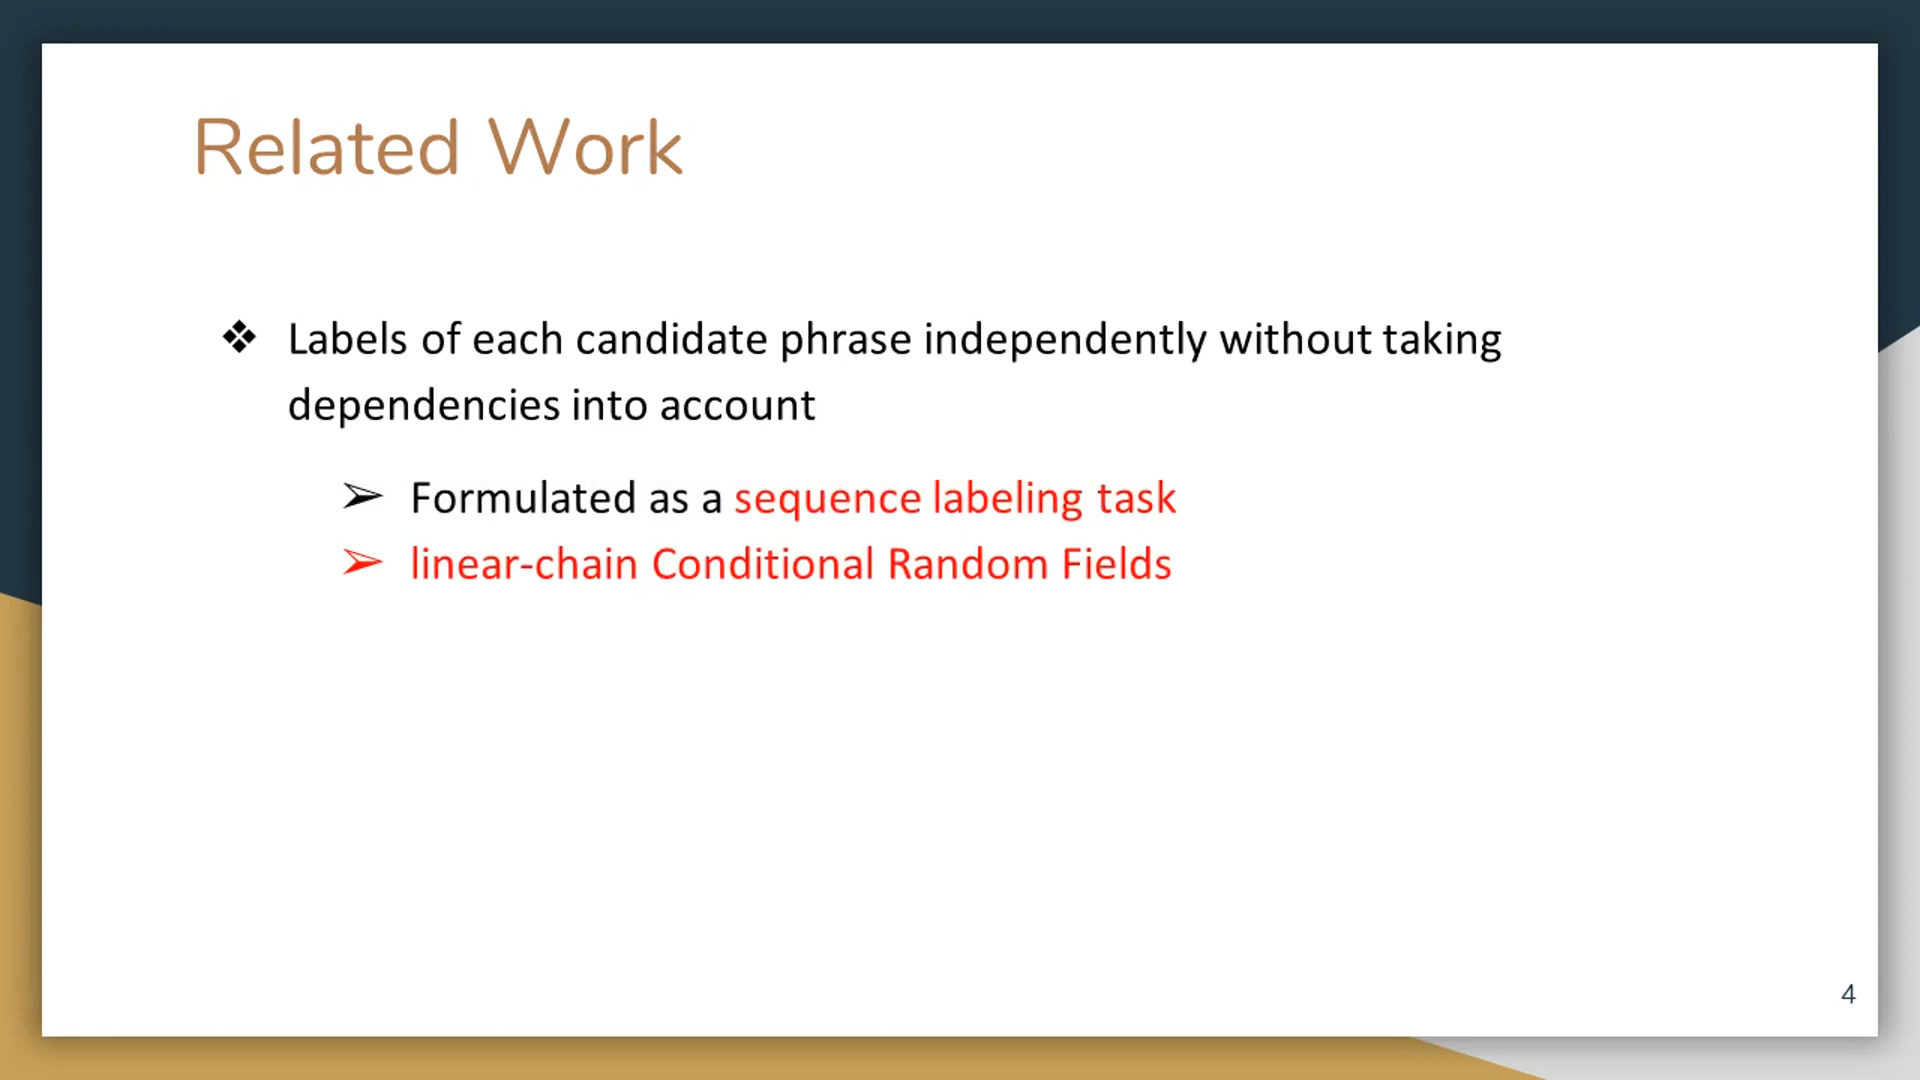 Related Work
❖ Labels of each candidate phrase independently without taking
dependencies into account
➢ Formulated as a sequence labeling task
➢ linear-chain Conditional Random Fields
4